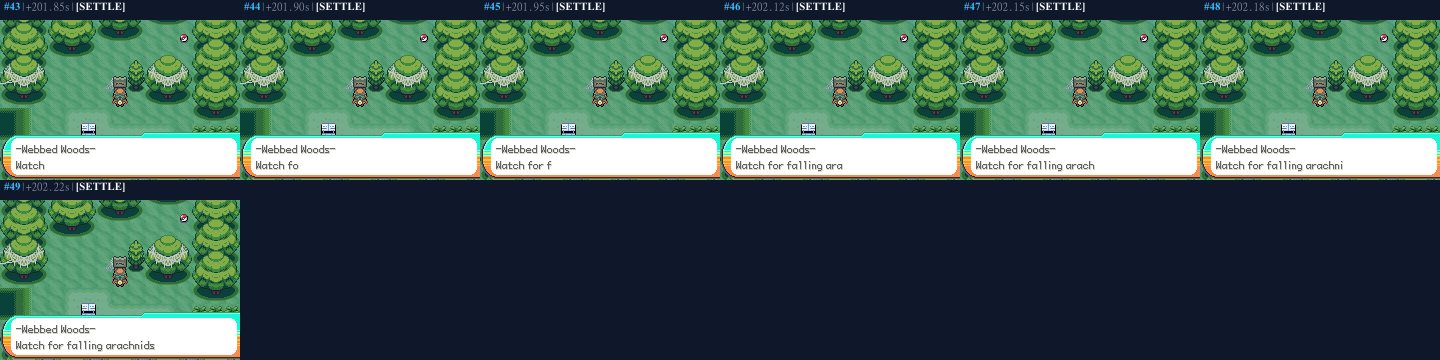 #43|+201.85s|[SETTLE]
-Webbed Woods-
Watch
#44|+201.90s|[SETTLE]
-Webbed Woods-
Watch fo
#45|+201.95s|[SETTLE]
-Webbed Woods-
Watch for f
#46|+202.12s|[SETTLE]
-Webbed Woods-
Watch for falling ara
#47|+202.15s|[SETTLE]
-Webbed Woods-
Watch for falling arach
#48|+202.18s|[SETTLE]
-Webbed Woods-
Watch for falling arachni
#49|+202.22s|[SETTLE]
-Webbed Woods-
Watch for falling arachnids